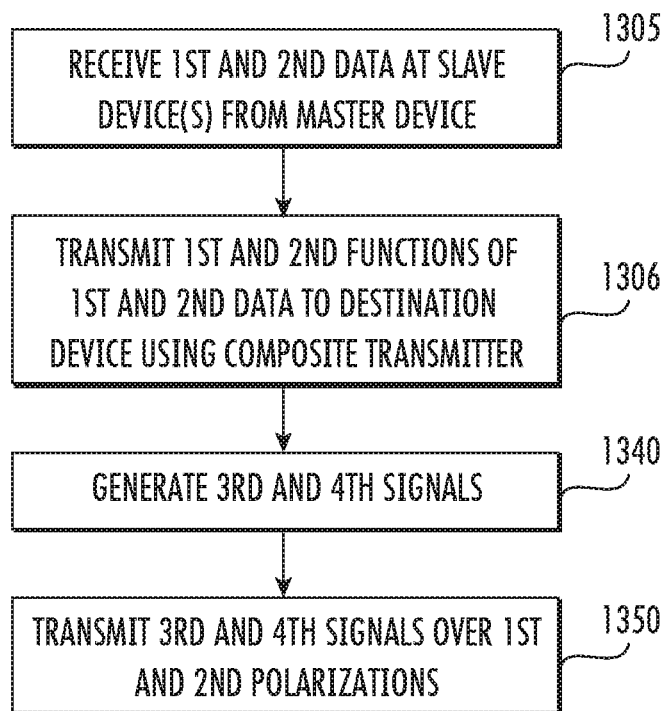 1305
RECEIVE 1ST AND 2ND DATA AT SLAVE
DEVICE(S) FROM MASTER DEVICE
TRANSMIT 1ST AND 2ND FUNCTIONS OF
1ST AND 2ND DATA TO DESTINATION
DEVICE USING COMPOSITE TRANSMITTER
1306
1340
GENERATE 3RD AND 4TH SIGNALS
1350
TRANSMIT 3RD AND 4TH SIGNALS OVER 1ST
AND 2ND POLARIZATIONS